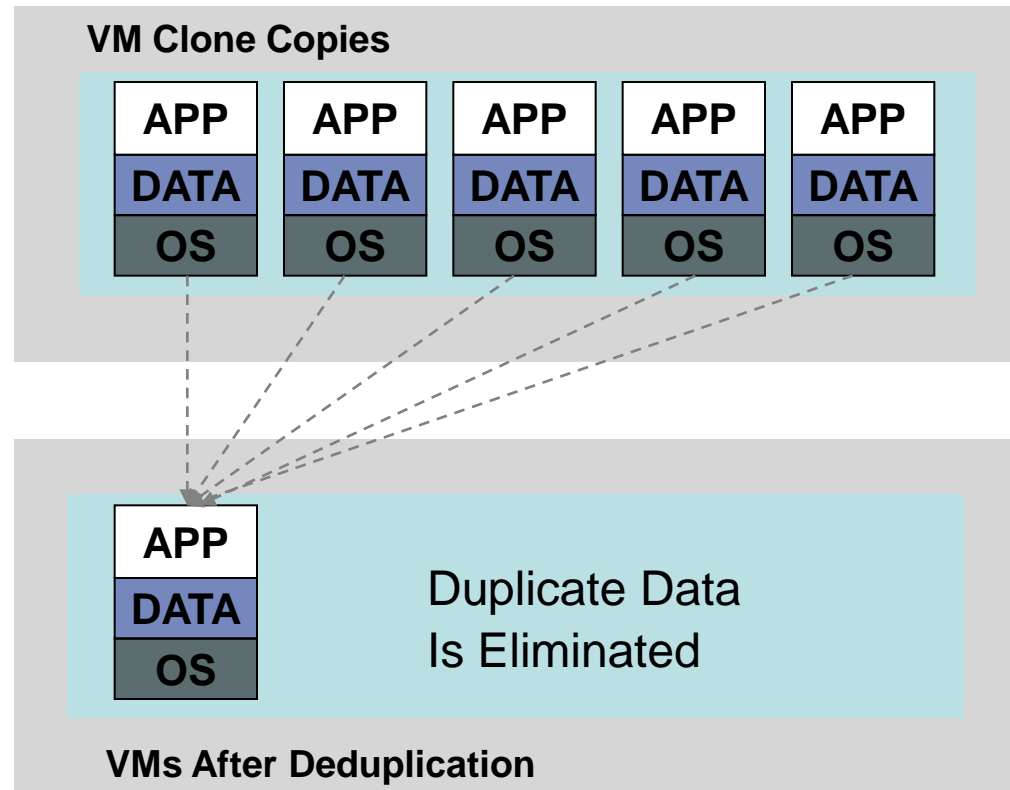 VM Clone Copies
APP APP APP APP APP
DATA DATA DATA DATA DATA
OS OS OS OS OS
APP
DATA
OS
Duplicate Data
Is Eliminated
VMs After Deduplication